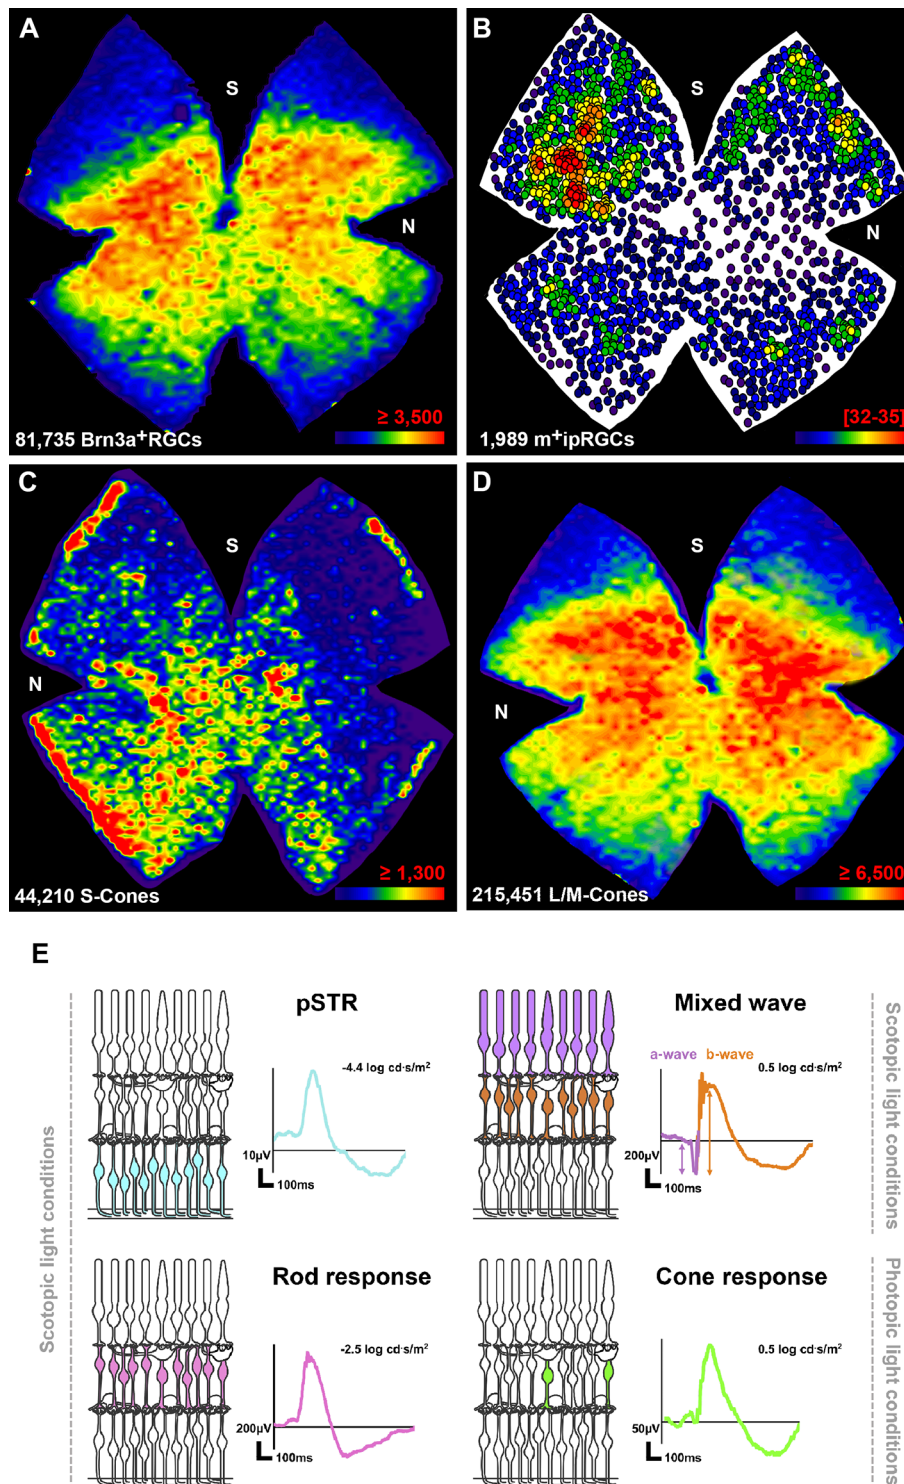 A
S
N
≥ 3,500
81,735 Brn3a+RGCs
B
S
N
[32-35]
1,989 m+ipRGCs
C
S
N
≥ 1,300
44,210 S-Cones
D
S
N
≥ 6,500
215,451 L/M-Cones
E
Scotopic light conditions
pSTR
-4.4 log cd·s/m²
10µV
100ms
Mixed wave
a-wave
b-wave
0.5 log cd·s/m²
200µV
100ms
Scotopic light conditions
Rod response
-2.5 log cd·s/m²
200µV
100ms
Cone response
0.5 log cd·s/m²
50µV
100ms
Photopic light conditions